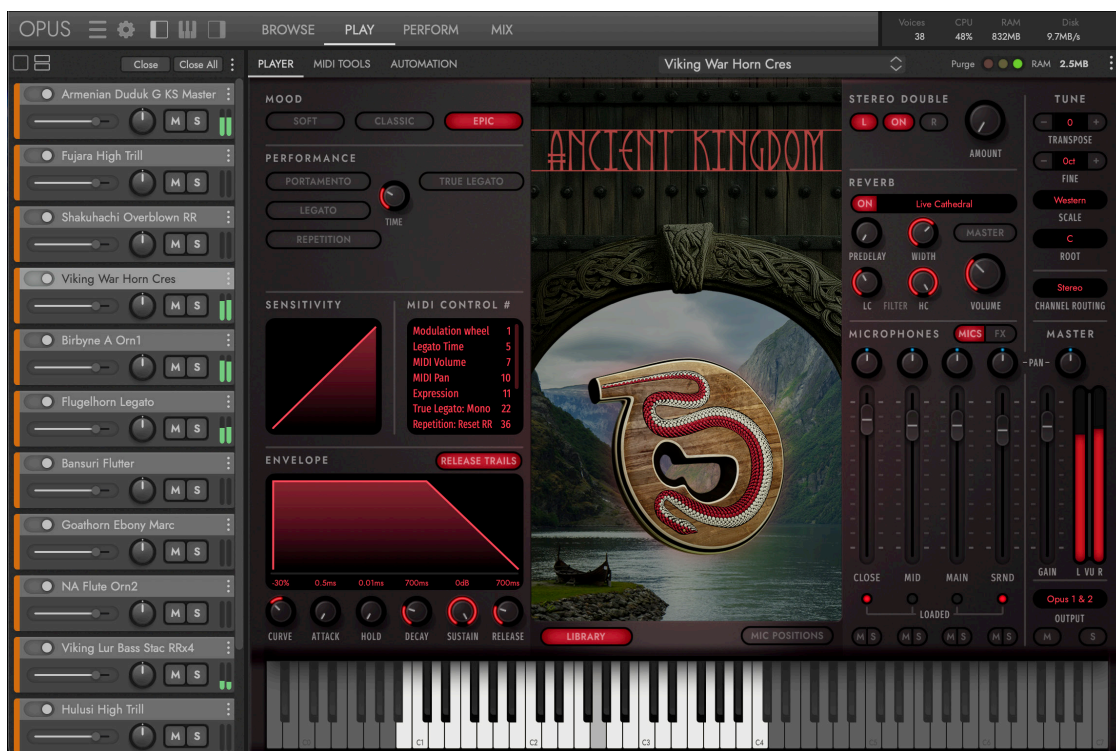 OPUS
BROWSE PLAY PERFORM MIX
Voices CPU RAM Disk
38 48% 832MB 9.7MB/s
Close Close All
PLAYER MIDI TOOLS AUTOMATION
Viking War Horn Cres
Purge RAM 2.5MB
Armenian Duduk G KS Master
M S
Fujara High Trill
M S
Shakuhachi Overblown RR
M S
Viking War Horn Cres
M S
Birbyne A Orn1
M S
Flugelhorn Legato
M S
Bansuri Flutter
M S
Goathorn Ebony Marc
M S
NA Flute Orn2
M S
Viking Lur Bass Stac RRx4
M S
Hulusi High Trill
M S
MOOD
SOFT CLASSIC EPIC
PERFORMANCE
PORTAMENTO TRUE LEGATO
LEGATO
TIME
REPETITION
SENSITIVITY
MIDI CONTROL #
Modulation wheel 1
Legato Time 5
MIDI Volume 7
MIDI Pan 10
Expression 11
True Legato: Mono 22
Repetition: Reset RR 36
ENVELOPE
RELEASE TRAILS
-30% 0.5ms 0.01ms 700ms 0dB 700ms
CURVE ATTACK HOLD DECAY SUSTAIN RELEASE
ANCIENT KINGDOM
LIBRARY MIC POSITIONS
STEREO DOUBLE
L ON R
AMOUNT
REVERB
ON Live Cathedral
MASTER
PREDELAY WIDTH
LC FILTER HC VOLUME
MICROPHONES MICS FX
-PAN-
CLOSE MID MAIN SRND
LOADED
M S M S M S M S
TUNE
- 0 +
TRANSPOSE
- 0ct +
FINE
Western
SCALE
C
ROOT
Stereo
CHANNEL ROUTING
MASTER
GAIN L VU R
Opus 1 & 2
OUTPUT
M S
C0 C1 C2 C3 C4 C5 C6 C7